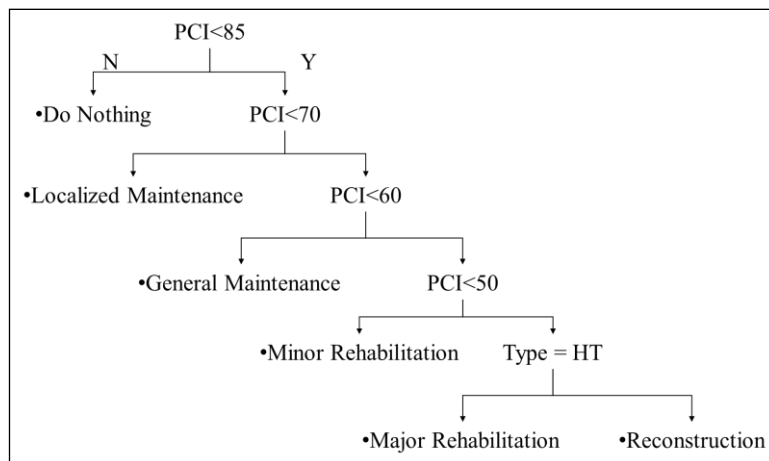 PCI<85
N Y
•Do Nothing PCI<70
•Localized Maintenance PCI<60
•General Maintenance PCI<50
•Minor Rehabilitation Type = HT
•Major Rehabilitation •Reconstruction